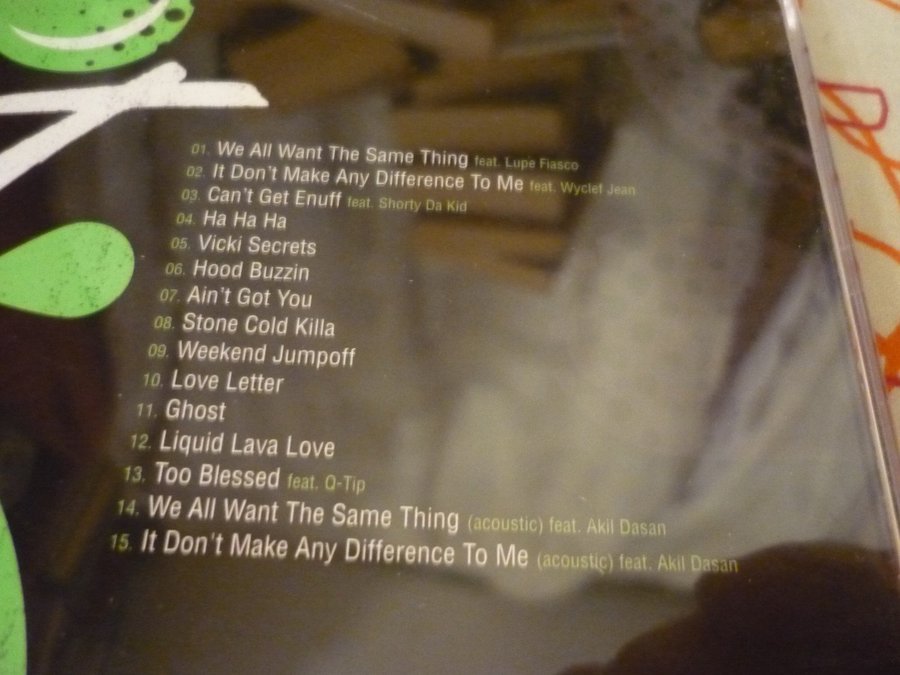 01. We All Want The Same Thing feat. Lupe Fiasco
02. It Don't Make Any Difference To Me feat. Wyclef Jean
03. Can't Get Enuff feat. Shorty Da Kid
04. Ha Ha Ha
05. Vicki Secrets
06. Hood Buzzin
07. Ain't Got You
08. Stone Cold Killa
09. Weekend Jumpoff
10. Love Letter
11. Ghost
12. Liquid Lava Love
13. Too Blessed feat. Q-Tip
14. We All Want The Same Thing (acoustic) feat. Akil Dasan
15. It Don't Make Any Difference To Me (acoustic) feat. Akil Dasan